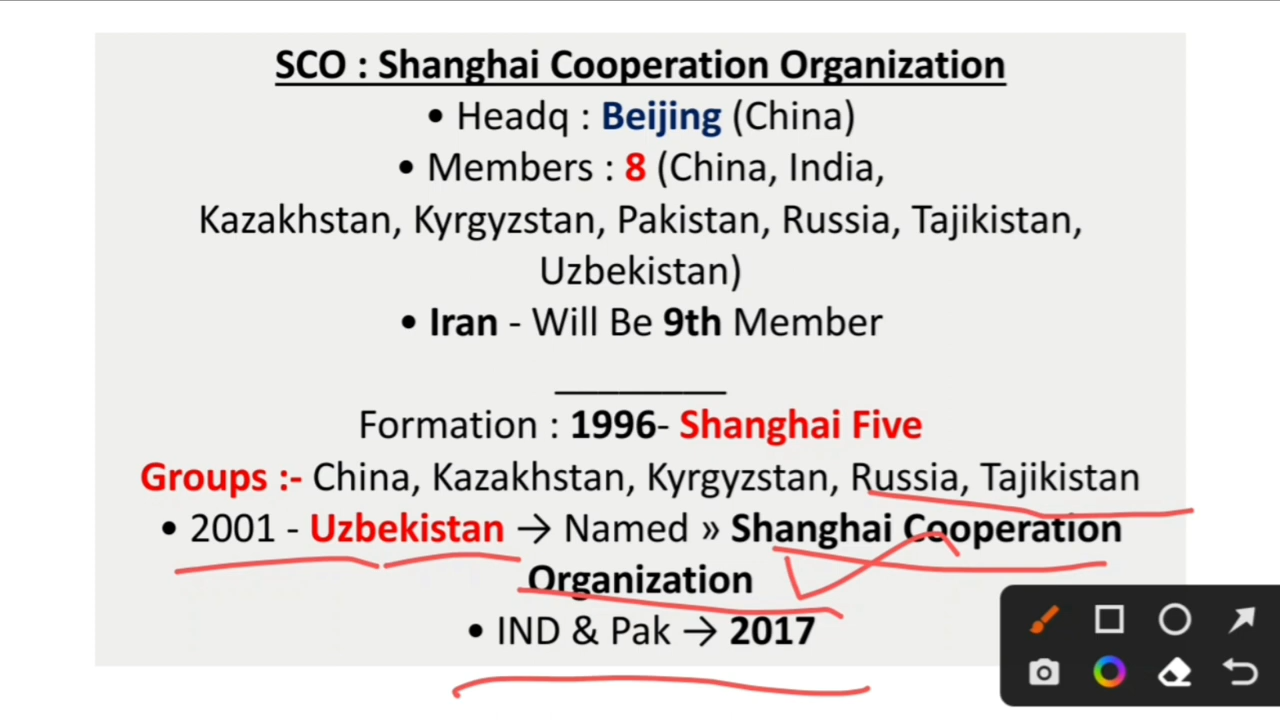 SCO : Shanghai Cooperation Organization
• Headq : Beijing (China)
• Members : 8 (China, India,
Kazakhstan, Kyrgyzstan, Pakistan, Russia, Tajikistan,
Uzbekistan)
• Iran - Will Be 9th Member
________
Formation : 1996- Shanghai Five
Groups :- China, Kazakhstan, Kyrgyzstan, Russia, Tajikistan
• 2001 - Uzbekistan → Named » Shanghai Cooperation
Organization
• IND & Pak → 2017